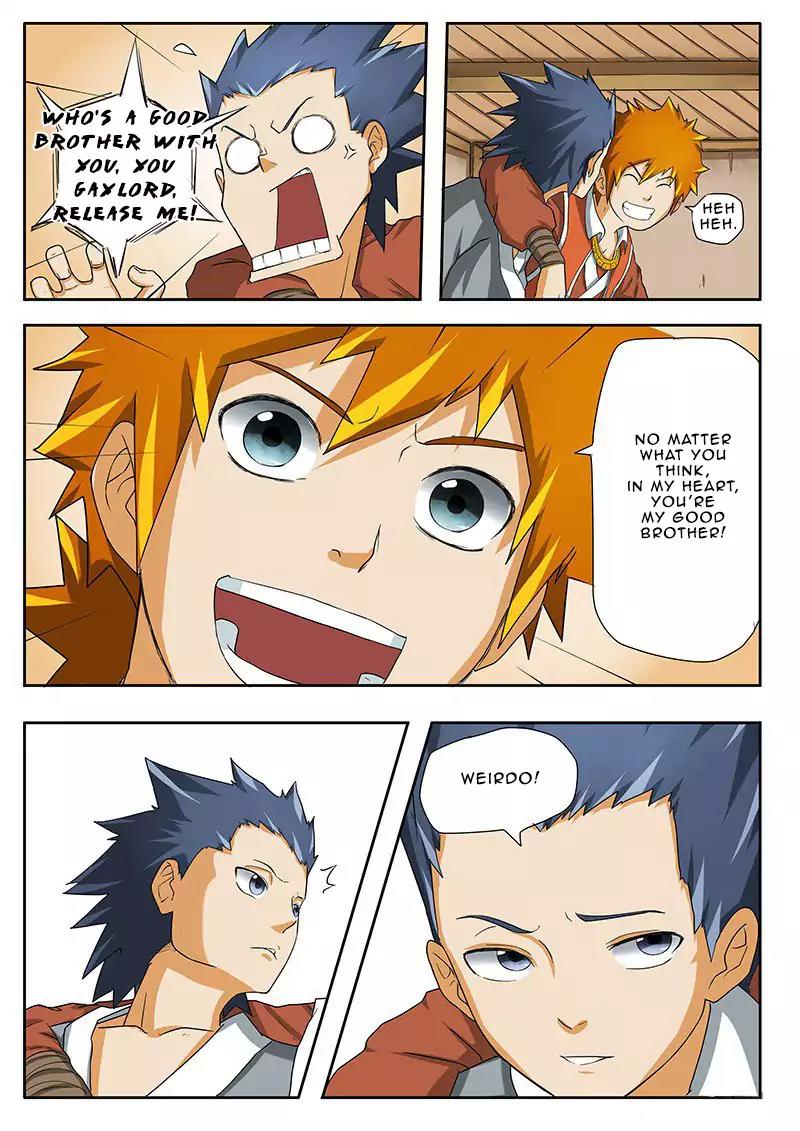 WHO'S A GOOD
BROTHER WITH
YOU, YOU
GAYLORD,
RELEASE ME!
HEH
HEH.
NO MATTER
WHAT YOU
THINK,
IN MY HEART,
YOU'RE
MY GOOD
BROTHER!
WEIRDO!